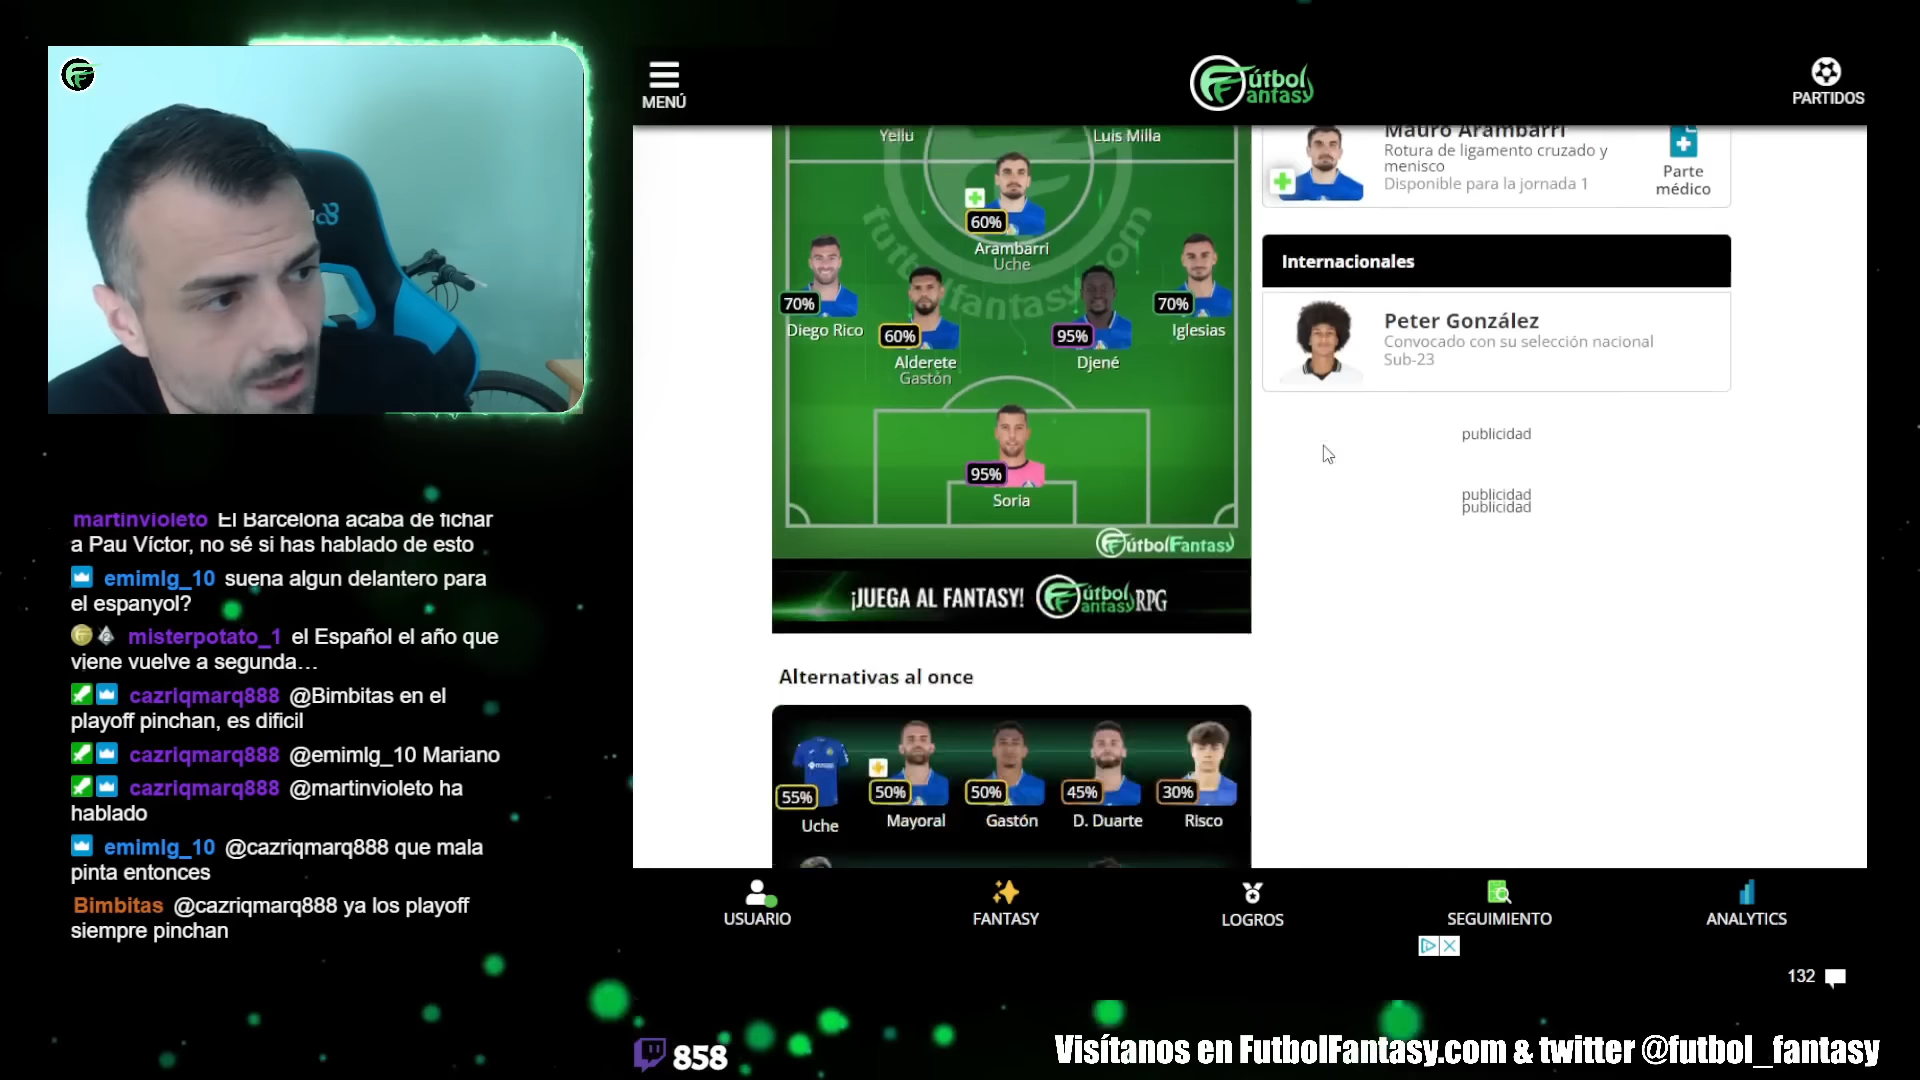 martinvioleto El Barcelona acaba de fichar
a Pau Víctor, no sé si has hablado de esto
emimlg_10 suena algun delantero para
el espanyol?
misterpotato_1 el Español el año que
viene vuelve a segunda…
cazriqmarq888 @Bimbitas en el
playoff pinchan, es dificil
cazriqmarq888 @emimlg_10 Mariano
cazriqmarq888 @martinvioleto ha
hablado
emimlg_10 @cazriqmarq888 que mala
pinta entonces
Bimbitas @cazriqmarq888 ya los playoff
siempre pinchan
MENÚ
Fútbol
Fantasy
PARTIDOS
Yellu
Luis Milla
60%
Arambarri
Uche
70%
Diego Rico
60%
Alderete
Gastón
95%
Djené
70%
Iglesias
95%
Soria
futbolfantasy.com
FútbolFantasy
¡JUEGA AL FANTASY!
Fútbol
Fantasy RPG
Alternativas al once
55%
Uche
50%
Mayoral
50%
Gastón
45%
D. Duarte
30%
Risco
Mauro Arambarri
Rotura de ligamento cruzado y
menisco
Disponible para la jornada 1
Parte
médico
Internacionales
Peter González
Convocado con su selección nacional
Sub-23
publicidad
publicidad
publicidad
USUARIO
FANTASY
LOGROS
SEGUIMIENTO
ANALYTICS
132
858
Visítanos en FutbolFantasy.com & twitter @futbol_fantasy